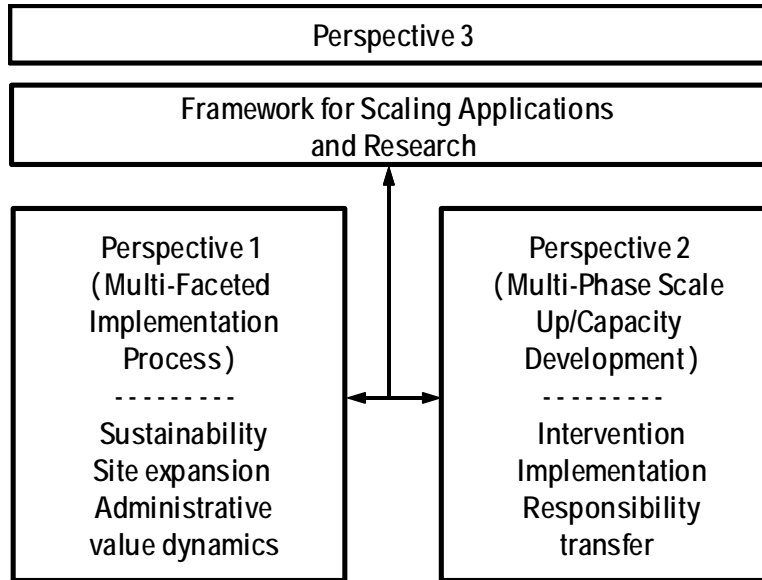 Perspective 3
Framework for Scaling Applications
and Research
Perspective 1
(Multi-Faceted
Implementation
Process)
- - - - - - - - -
Sustainability
Site expansion
Administrative
value dynamics
Perspective 2
(Multi-Phase Scale
Up/Capacity
Development)
- - - - - - - - -
Intervention
Implementation
Responsibility
transfer